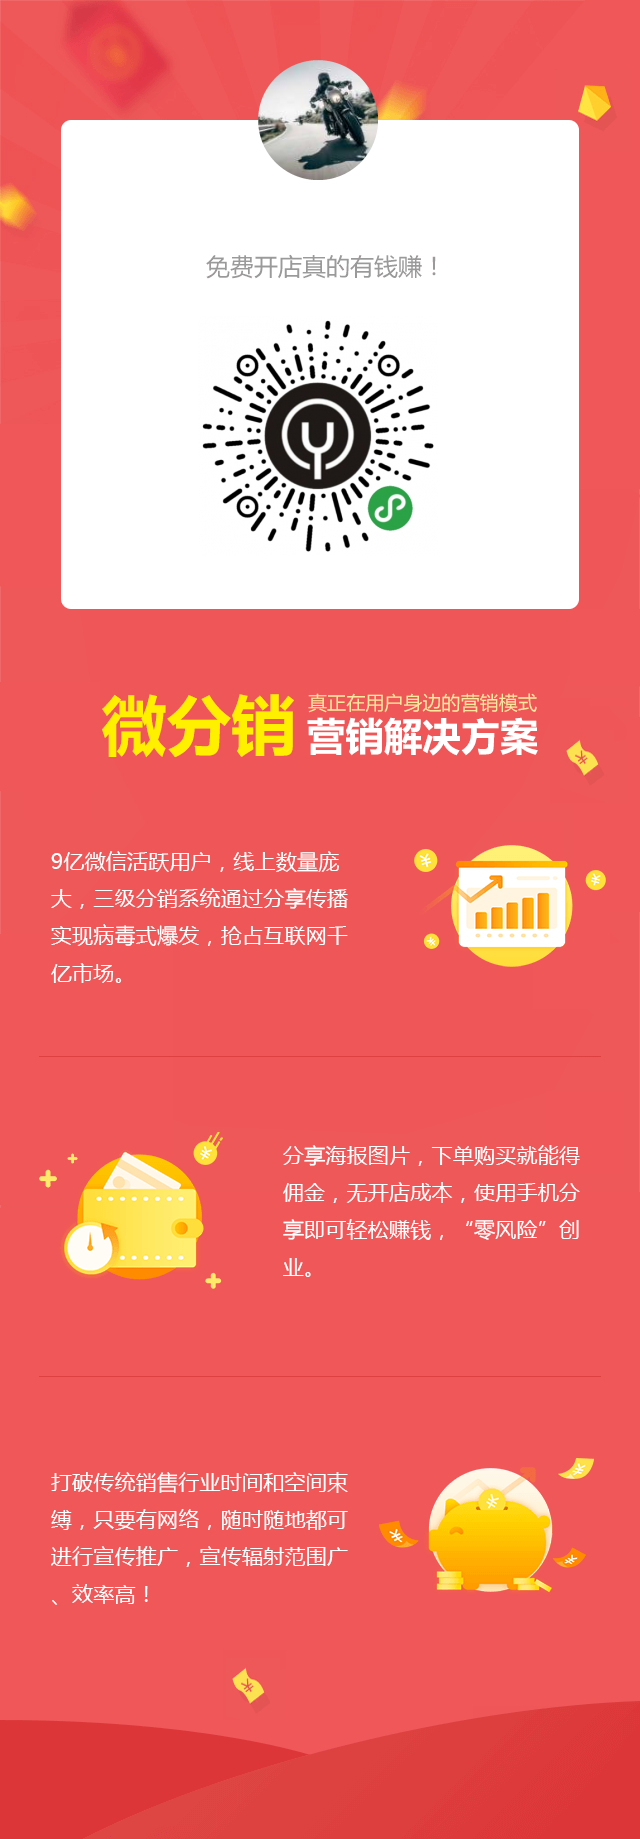 免费开店真的有钱赚！
微分销
真正在用户身边的营销模式
营销解决方案
9亿微信活跃用户，线上数量庞
大，三级分销系统通过分享传播
实现病毒式爆发，抢占互联网千
亿市场。
分享海报图片，下单购买就能得
佣金，无开店成本，使用手机分
享即可轻松赚钱，“零风险”创
业。
打破传统销售行业时间和空间束
缚，只要有网络，随时随地都可
进行宣传推广，宣传辐射范围广
、效率高！